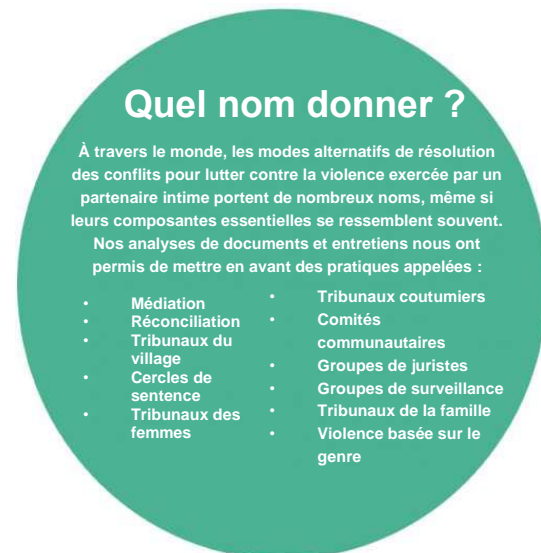 Quel nom donner ?
À travers le monde, les modes alternatifs de résolution
des conflits pour lutter contre la violence exercée par un
partenaire intime portent de nombreux noms, même si
leurs composantes essentielles se ressemblent souvent.
Nos analyses de documents et entretiens nous ont
permis de mettre en avant des pratiques appelées :
• Médiation
• Réconciliation
• Tribunaux du
village
• Cercles de
sentence
• Tribunaux des
femmes
• Tribunaux coutumiers
• Comités
communautaires
• Groupes de juristes
• Groupes de surveillance
• Tribunaux de la famille
• Violence basée sur le
genre